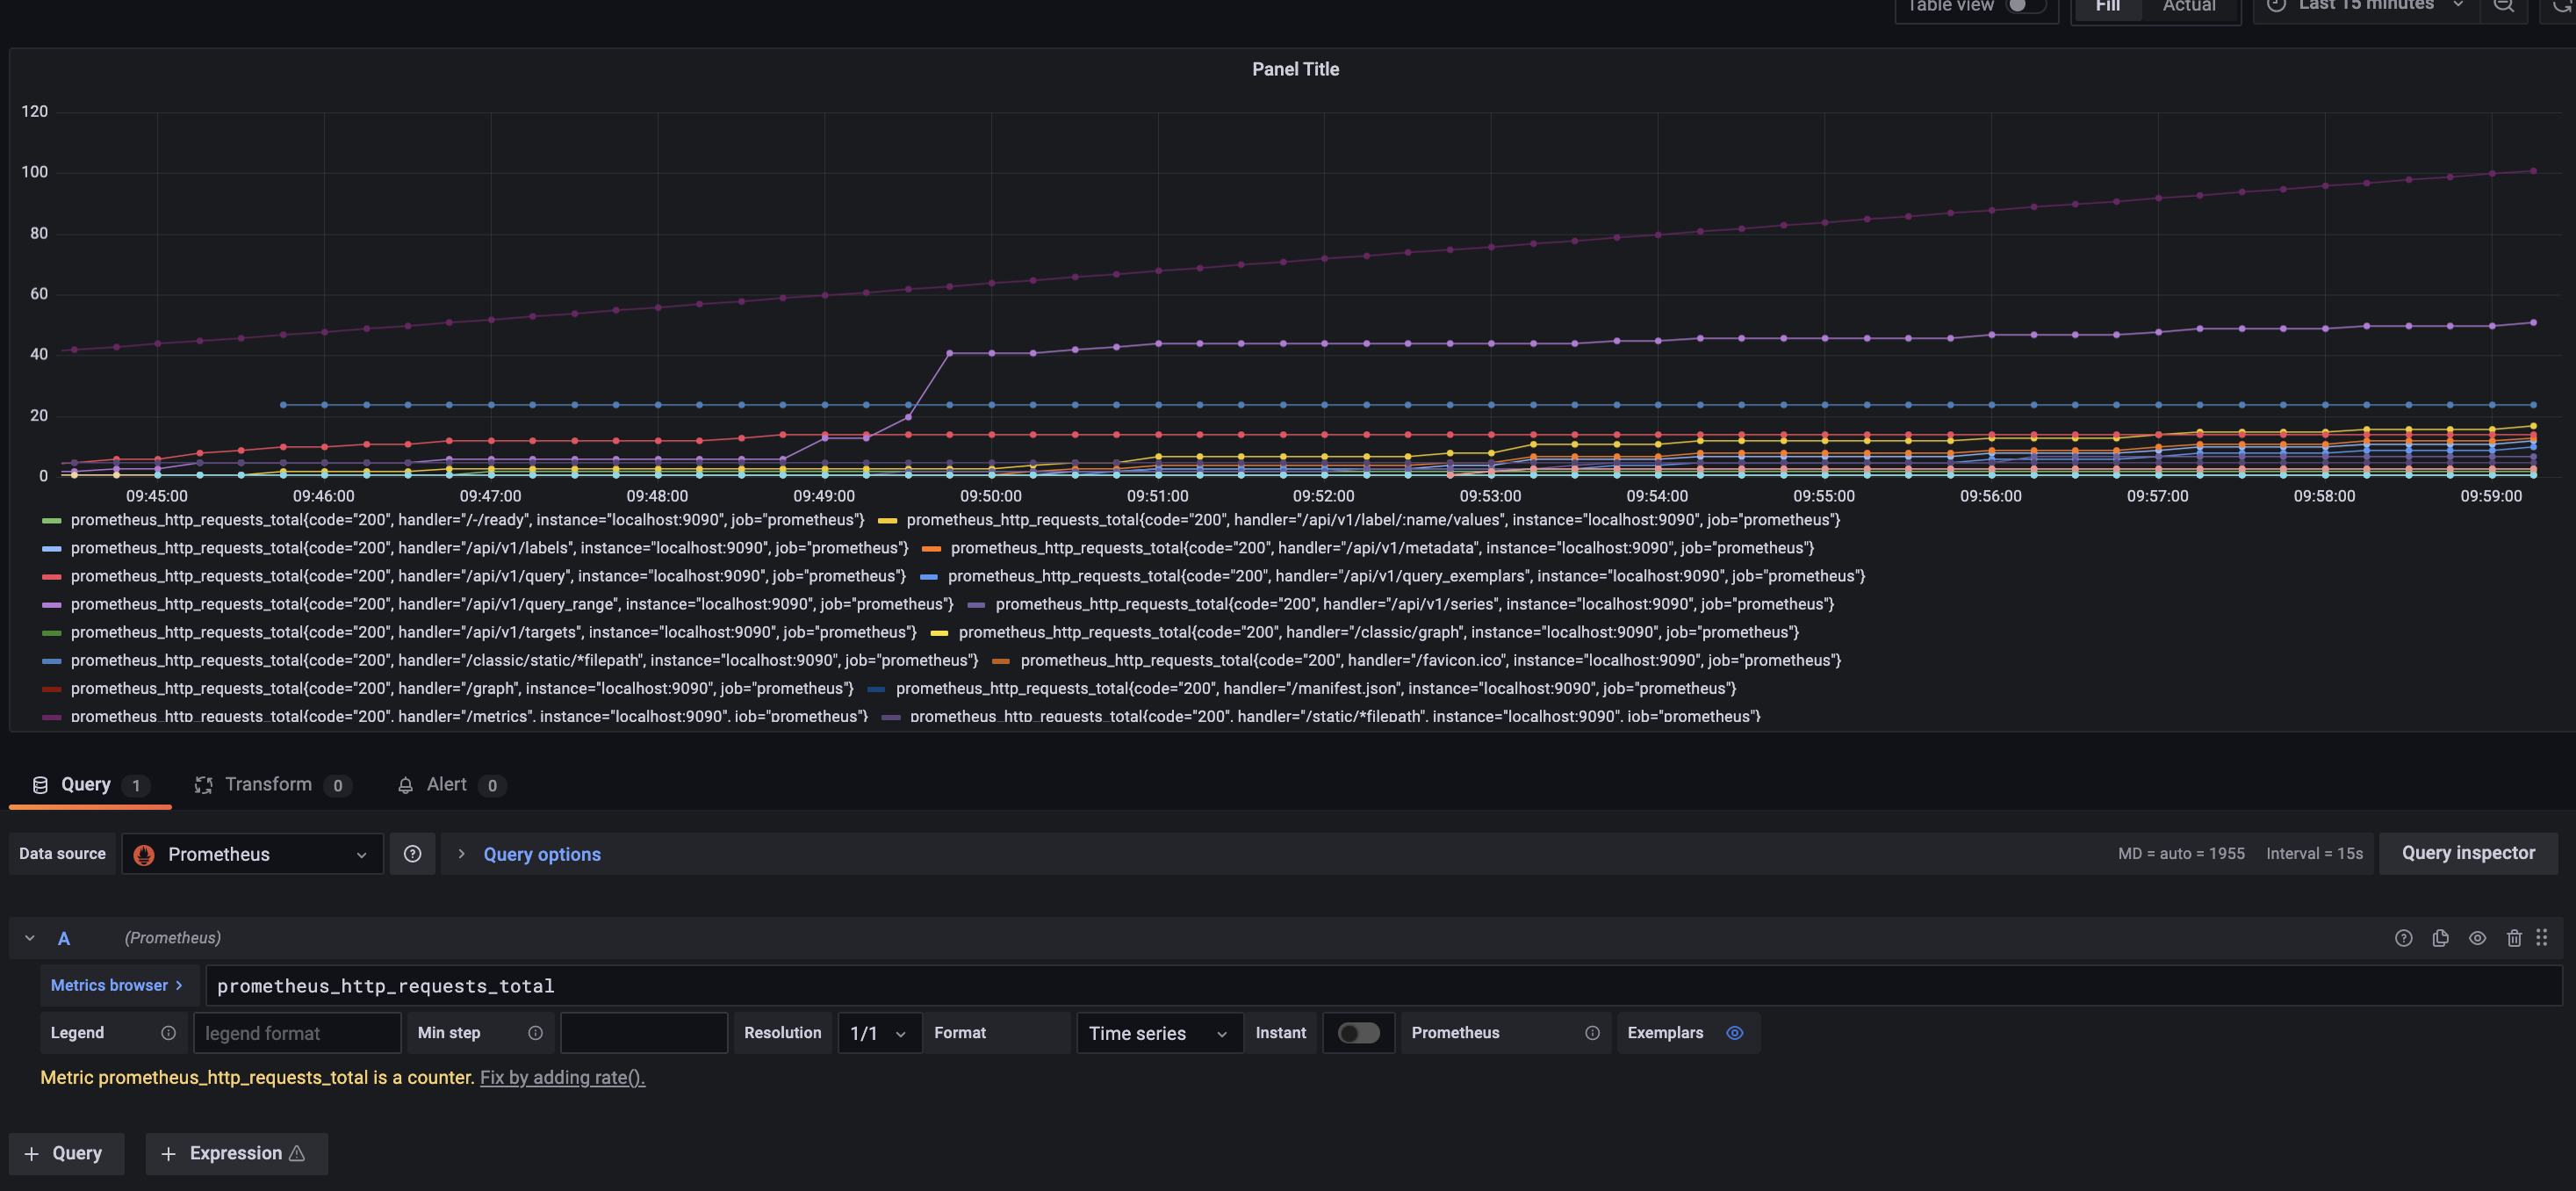 Table view Fill Actual Last 15 minutes
Panel Title
120
100
80
60
40
20
0
09:45:00 09:46:00 09:47:00 09:48:00 09:49:00 09:50:00 09:51:00 09:52:00 09:53:00 09:54:00 09:55:00 09:56:00 09:57:00 09:58:00 09:59:00
prometheus_http_requests_total{code="200", handler="/-/ready", instance="localhost:9090", job="prometheus"} prometheus_http_requests_total{code="200", handler="/api/v1/label/:name/values", instance="localhost:9090", job="prometheus"}
prometheus_http_requests_total{code="200", handler="/api/v1/labels", instance="localhost:9090", job="prometheus"} prometheus_http_requests_total{code="200", handler="/api/v1/metadata", instance="localhost:9090", job="prometheus"}
prometheus_http_requests_total{code="200", handler="/api/v1/query", instance="localhost:9090", job="prometheus"} prometheus_http_requests_total{code="200", handler="/api/v1/query_exemplars", instance="localhost:9090", job="prometheus"}
prometheus_http_requests_total{code="200", handler="/api/v1/query_range", instance="localhost:9090", job="prometheus"} prometheus_http_requests_total{code="200", handler="/api/v1/series", instance="localhost:9090", job="prometheus"}
prometheus_http_requests_total{code="200", handler="/api/v1/targets", instance="localhost:9090", job="prometheus"} prometheus_http_requests_total{code="200", handler="/classic/graph", instance="localhost:9090", job="prometheus"}
prometheus_http_requests_total{code="200", handler="/classic/static/*filepath", instance="localhost:9090", job="prometheus"} prometheus_http_requests_total{code="200", handler="/favicon.ico", instance="localhost:9090", job="prometheus"}
prometheus_http_requests_total{code="200", handler="/graph", instance="localhost:9090", job="prometheus"} prometheus_http_requests_total{code="200", handler="/manifest.json", instance="localhost:9090", job="prometheus"}
prometheus_http_requests_total{code="200", handler="/metrics", instance="localhost:9090", job="prometheus"} prometheus_http_requests_total{code="200", handler="/static/*filepath", instance="localhost:9090", job="prometheus"}
Query 1 Transform 0 Alert 0
Data source Prometheus Query options MD = auto = 1955 Interval = 15s Query inspector
A (Prometheus)
Metrics browser > prometheus_http_requests_total
Legend legend format Min step Resolution 1/1 Format Time series Instant Prometheus Exemplars
Metric prometheus_http_requests_total is a counter. Fix by adding rate().
+ Query + Expression